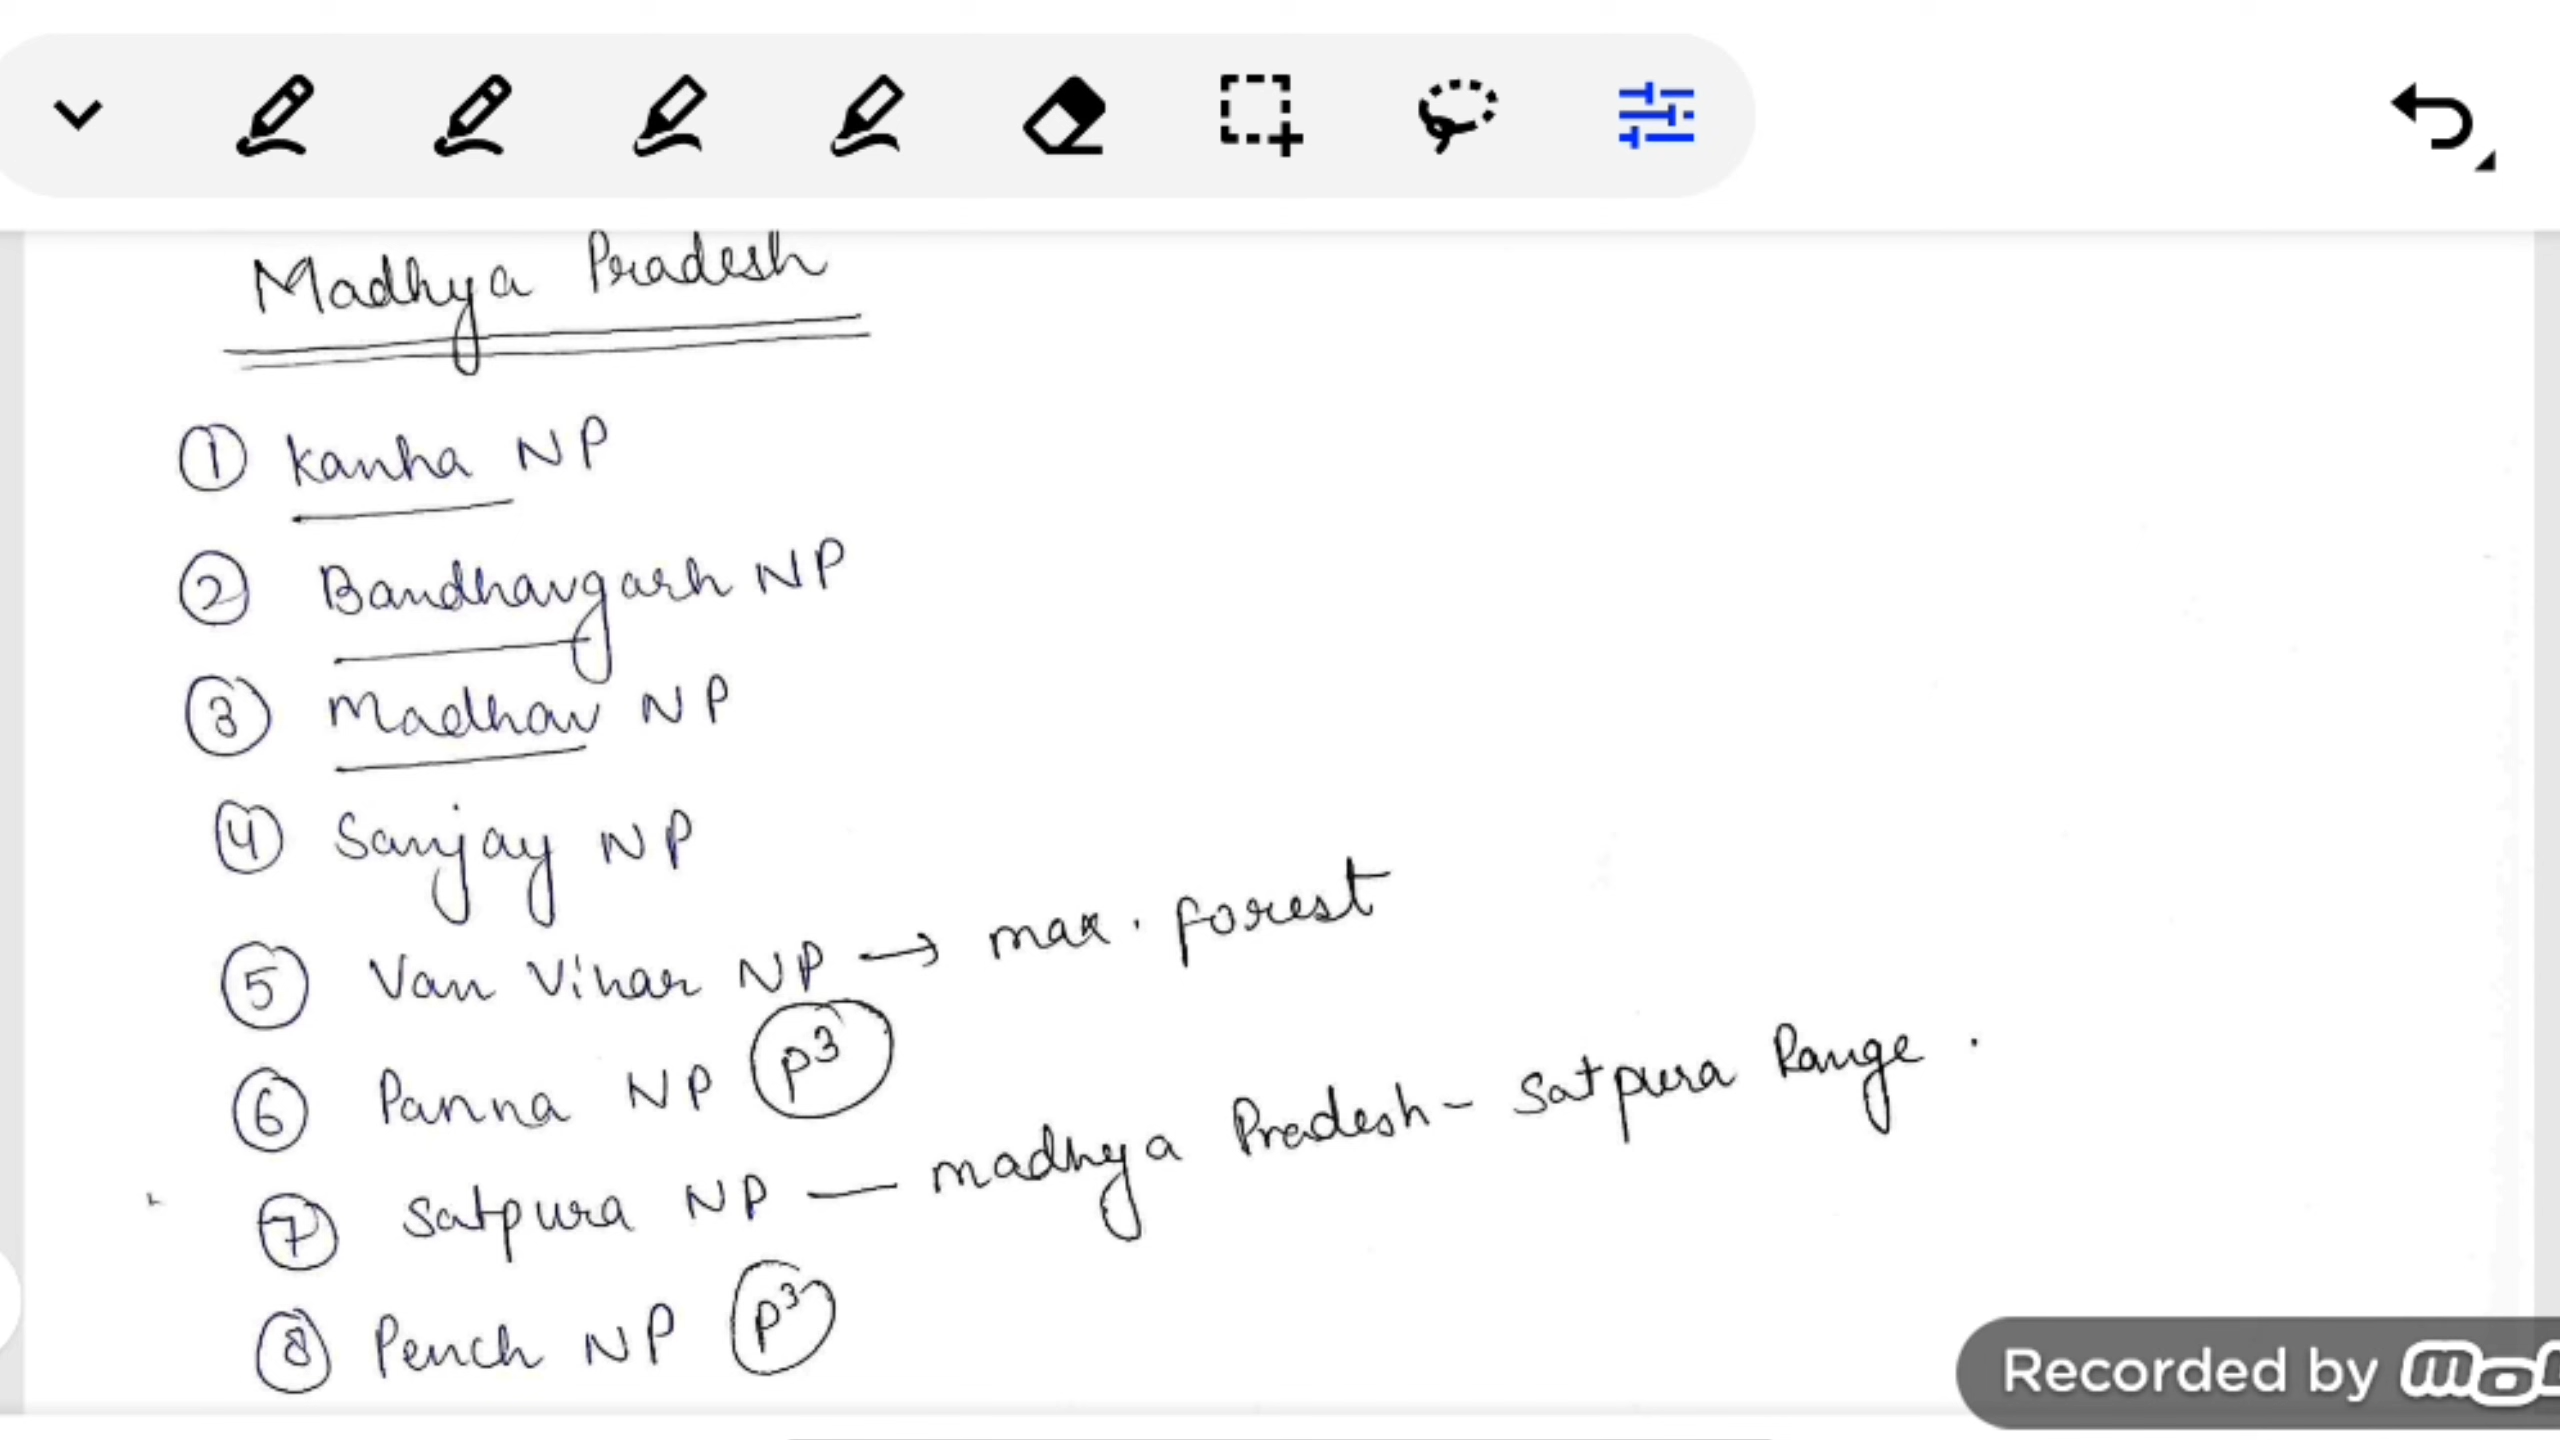 Madhya Pradesh
① Kanha NP
② Bandhavgarh NP
③ Madhav NP
④ Sanjay NP
⑤ Van Vihar NP → max. forest
⑥ Panna NP P³
⑦ Satpura NP — madhya Pradesh - Satpura Range.
⑧ Pench NP P³
Recorded by